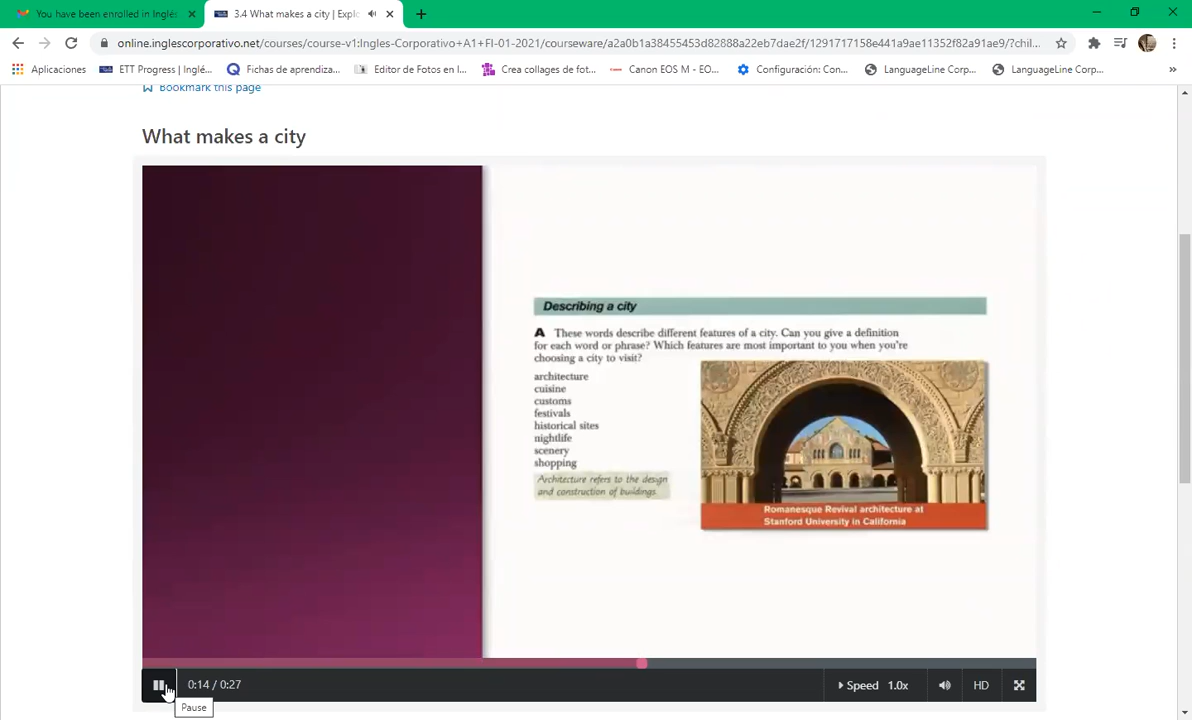 You have been enrolled in Inglés
3.4 What makes a city | Explo
online.inglescorporativo.net/courses/course-v1:Ingles-Corporativo+A1+FI-01-2021/courseware/a2a0b1a38455453d82888a22eb7dae2f/1291717158e441a9ae11352f82a91ae9/?chil...
Aplicaciones
ETT Progress | Inglé...
Fichas de aprendiza...
Editor de Fotos en l...
Crea collages de fot...
Canon EOS M - EO...
Configuración: Con...
LanguageLine Corp...
LanguageLine Corp...
Bookmark this page
What makes a city
Describing a city
A These words describe different features of a city. Can you give a definition
for each word or phrase? Which features are most important to you when you're
choosing a city to visit?
architecture
cuisine
customs
festivals
historical sites
nightlife
scenery
shopping
Architecture refers to the design
and construction of buildings.
Romanesque Revival architecture at
Stanford University in California
0:14 / 0:27
Speed 1.0x
HD
Pause